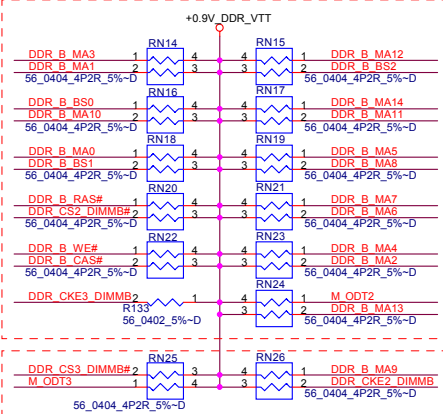 +0.9V_DDR_VTT
RN14 RN15
DDR_B_MA3 1 4 4 1 DDR_B_MA12
DDR_B_MA1 2 3 3 2 DDR_B_BS2
56_0404_4P2R_5%~D 56_0404_4P2R_5%~D
RN16 RN17
DDR_B_BS0 1 4 4 1 DDR_B_MA14
DDR_B_MA10 2 3 3 2 DDR_B_MA11
56_0404_4P2R_5%~D 56_0404_4P2R_5%~D
RN18 RN19
DDR_B_MA0 1 4 4 1 DDR_B_MA5
DDR_B_BS1 2 3 3 2 DDR_B_MA8
56_0404_4P2R_5%~D 56_0404_4P2R_5%~D
RN20 RN21
DDR_B_RAS# 1 4 4 1 DDR_B_MA7
DDR_CS2_DIMMB# 2 3 3 2 DDR_B_MA6
56_0404_4P2R_5%~D 56_0404_4P2R_5%~D
RN22 RN23
DDR_B_WE# 1 4 4 1 DDR_B_MA4
DDR_B_CAS# 2 3 3 2 DDR_B_MA2
56_0404_4P2R_5%~D 56_0404_4P2R_5%~D
RN24
DDR_CKE3_DIMMB 2 1 4 1 M_ODT2
R133 3 2 DDR_B_MA13
56_0402_5%~D 56_0404_4P2R_5%~D
RN25 RN26
DDR_CS3_DIMMB# 2 3 4 1 DDR_B_MA9
M_ODT3 1 4 3 2 DDR_CKE2_DIMMB
56_0404_4P2R_5%~D 56_0404_4P2R_5%~D